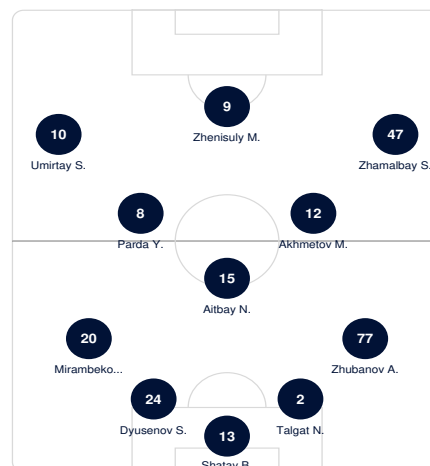 9
Zhenisuly M.
10
Umirtay S.
47
Zhamalbay S.
8
Parda Y.
12
Akhmetov M.
15
Aitbay N.
20
Mirambeko...
77
Zhubanov A.
24
Dyusenov S.
2
Talgat N.
13
Shatay B.